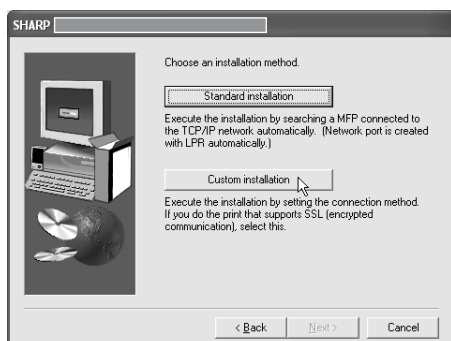 SHARP
Choose an installation method.
Standard installation
Execute the installation by searching a MFP connected to
the TCP/IP network automatically. (Network port is created
with LPR automatically.)
Custom installation
Execute the installation by setting the connection method.
If you do the print that supports SSL (encrypted
communication), select this.
< Back
Next >
Cancel